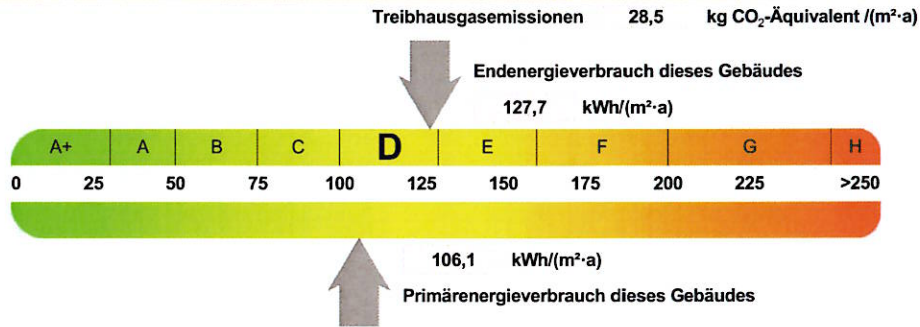 Treibhausgasemissionen 28,5 kg CO₂-Äquivalent /(m²·a)
Endenergieverbrauch dieses Gebäudes
127,7 kWh/(m²·a)
A+ A B C D E F G H
0 25 50 75 100 125 150 175 200 225 >250
106,1 kWh/(m²·a)
Primärenergieverbrauch dieses Gebäudes